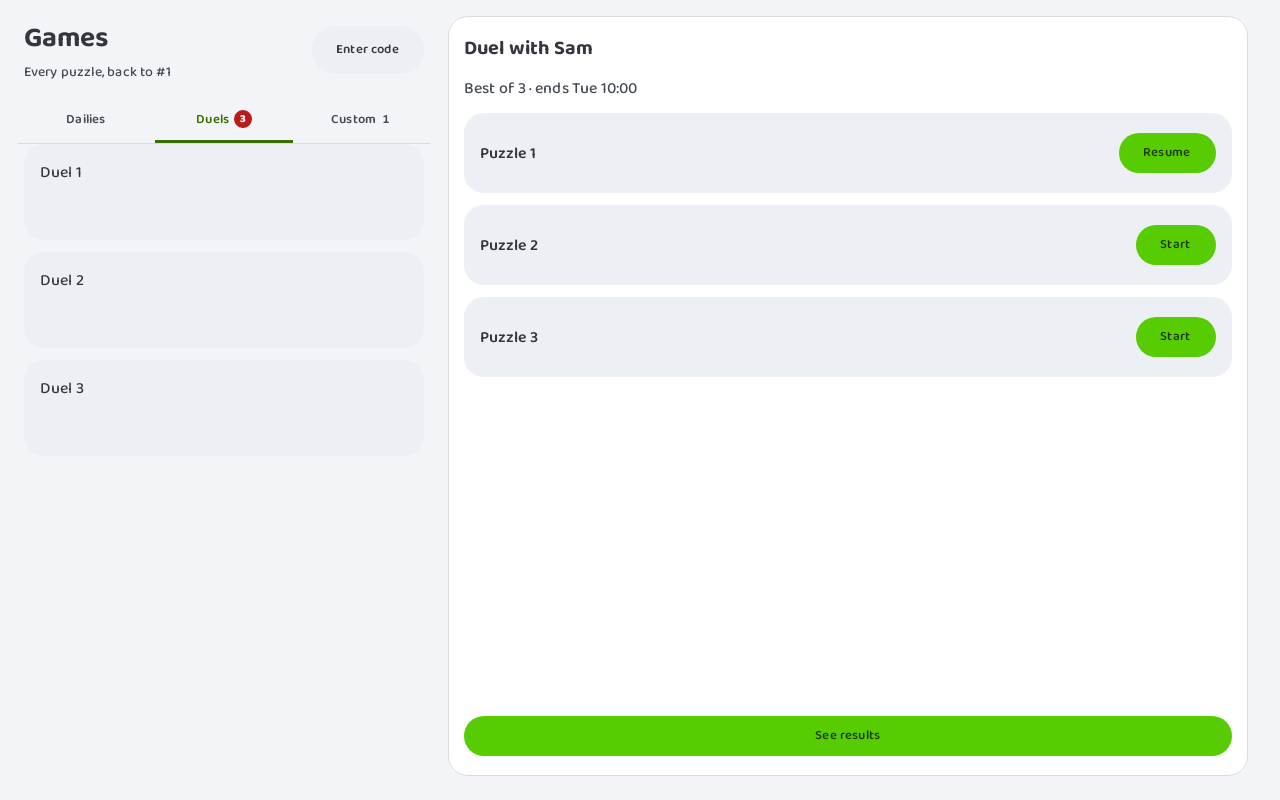 Games
Every puzzle, back to #1
Enter code
Dailies
Duels 3
Custom 1
Duel 1
Duel 2
Duel 3
Duel with Sam
Best of 3 · ends Tue 10:00
Puzzle 1
Resume
Puzzle 2
Start
Puzzle 3
Start
See results